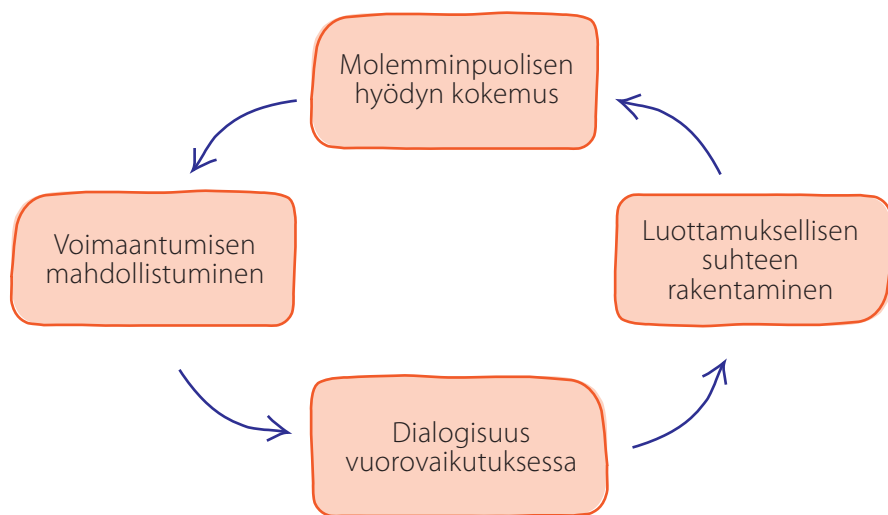 Molemminpuolisen
hyödyn kokemus
Voimaantumisen
mahdollistuminen
Luottamuksellisen
suhteen
rakentaminen
Dialogisuus
vuorovaikutuksessa